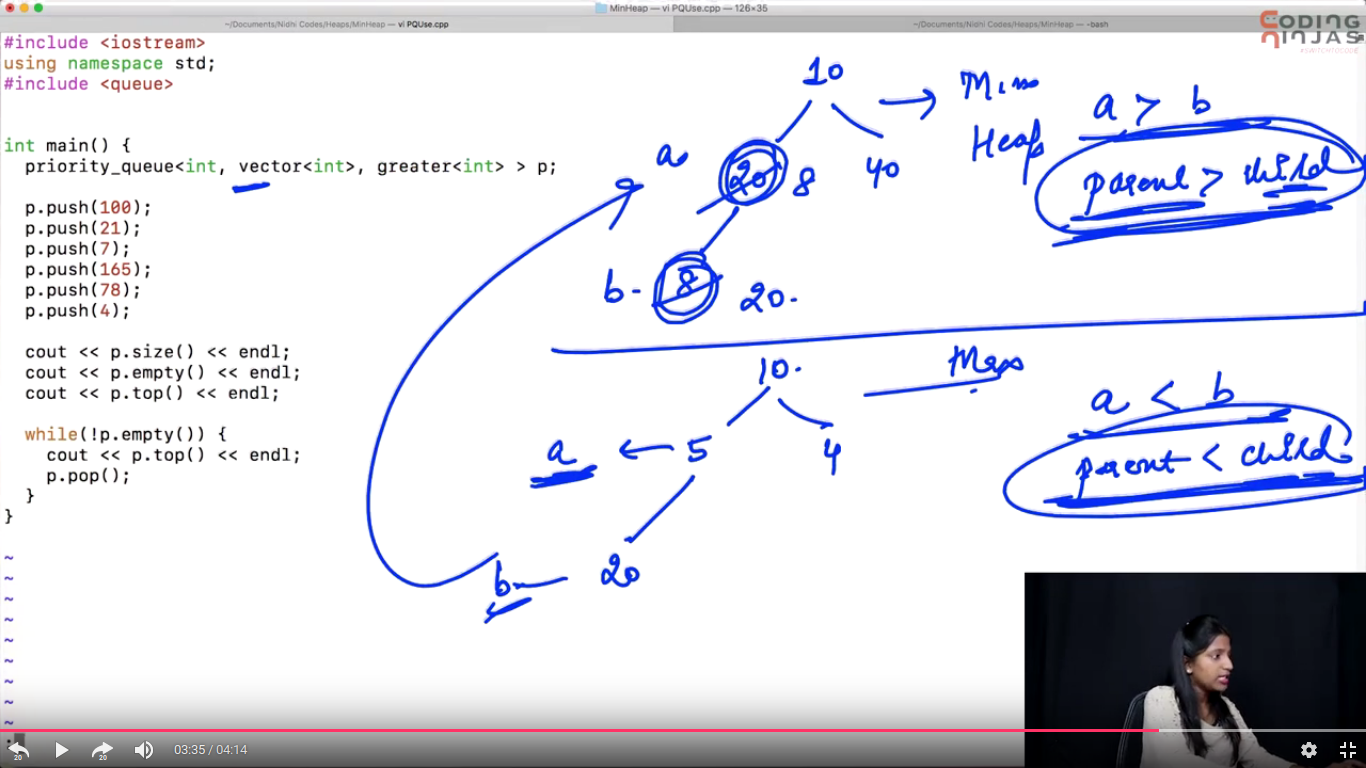 MinHeap — vi PQUse.cpp — 126×35
~/Documents/Nidhi Codes/Heaps/MinHeap — vi PQUse.cpp
~/Documents/Nidhi Codes/Heaps/MinHeap — -bash
CODING
NINJAS
#include <iostream>
using namespace std;
#include <queue>
int main() {
priority_queue<int, vector<int>, greater<int> > p;
p.push(100);
p.push(21);
p.push(7);
p.push(165);
p.push(78);
p.push(4);
cout << p.size() << endl;
cout << p.empty() << endl;
cout << p.top() << endl;
while(!p.empty()) {
cout << p.top() << endl;
p.pop();
}
}
~
~
~
~
~
~
~
~
~
10
Min
Heap
a
20
8
40
b -
8
20.
a > b
parent > child
10.
Max
a
5
4
b
20
a < b
parent < child
20
20
03:35 / 04:14